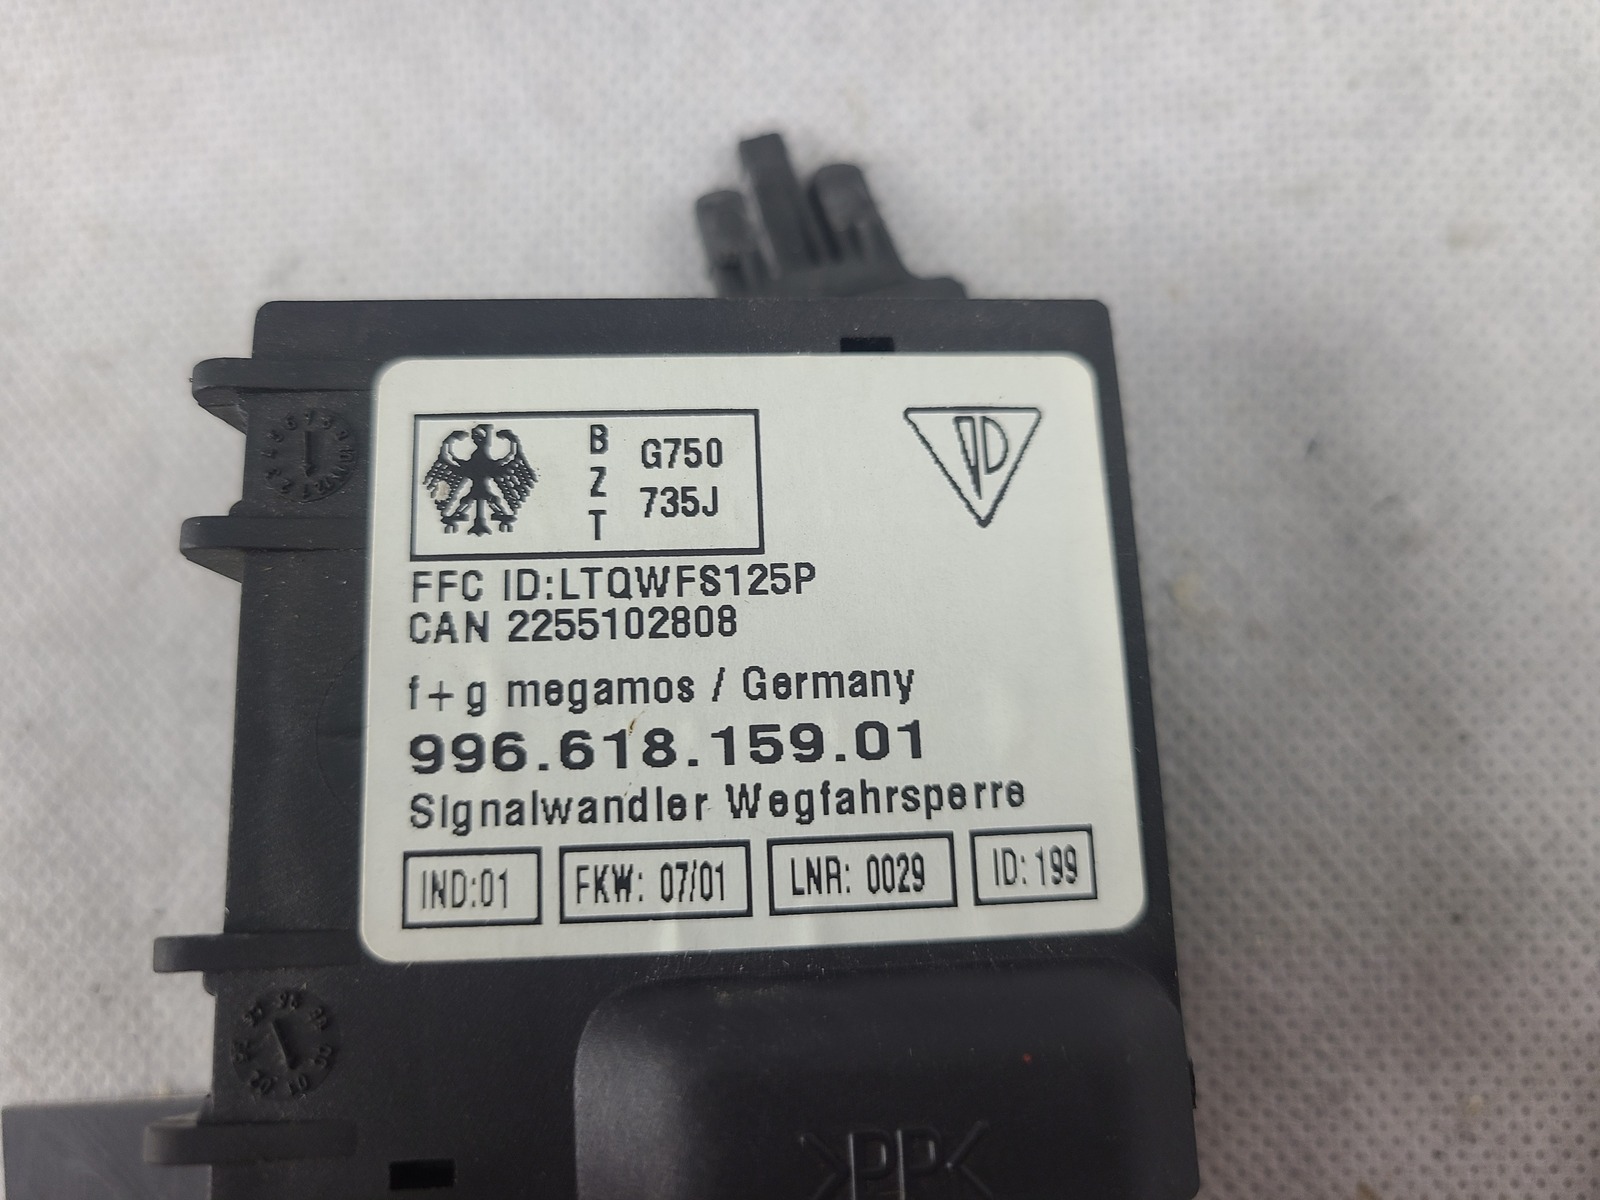 B
Z
T
G750
735J
FFC ID:LTQWFS125P
CAN 2255102808
f+g megamos / Germany
996.618.159.01
Signalwandler Wegfahrsperre
IND:01
FKW: 07/01
LNR: 0029
ID: 199
>PP<